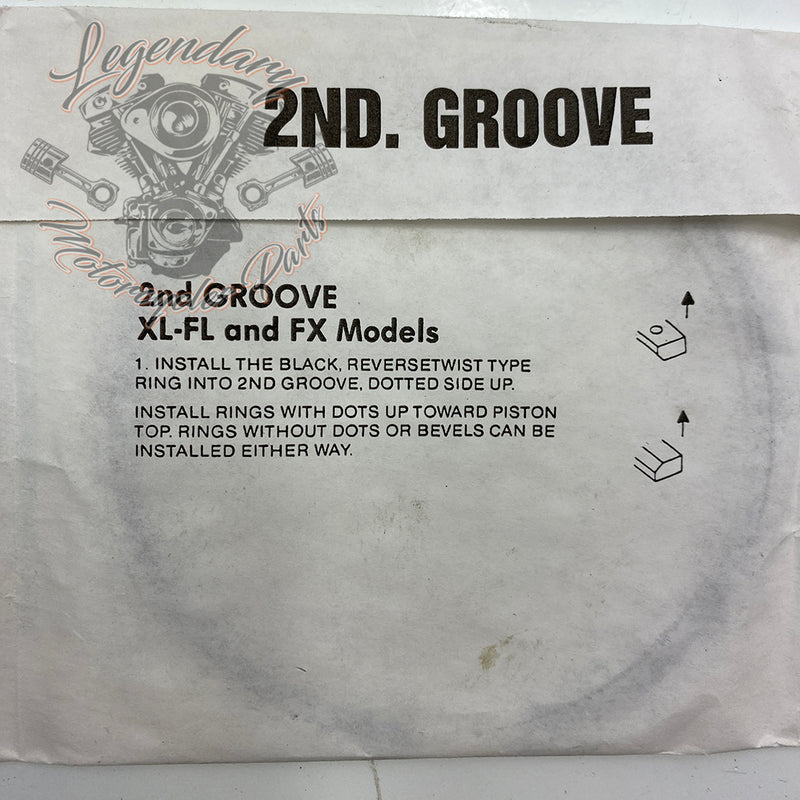 Legendary
Motorcycle Parts
2ND. GROOVE
2nd GROOVE
XL-FL and FX Models
1. INSTALL THE BLACK, REVERSETWIST TYPE
RING INTO 2ND GROOVE, DOTTED SIDE UP.
INSTALL RINGS WITH DOTS UP TOWARD PISTON
TOP. RINGS WITHOUT DOTS OR BEVELS CAN BE
INSTALLED EITHER WAY.